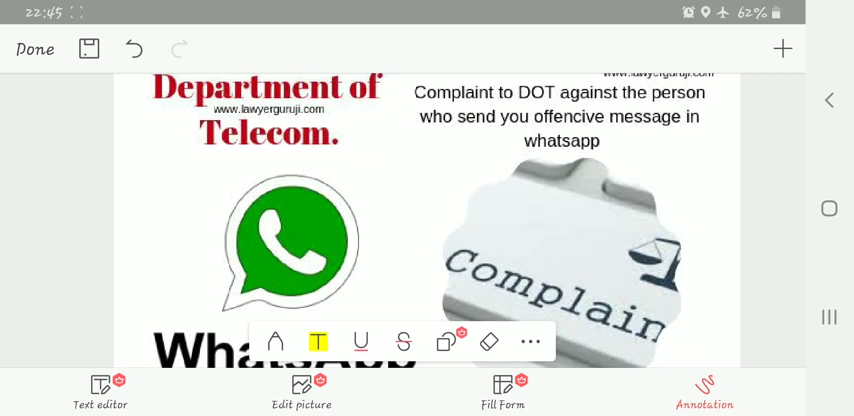 22:45
62%
Done
Department of
www.lawyerguruji.com
Telecom.
www.lawyerguruji.com
Complaint to DOT against the person
who send you offencive message in
whatsapp
Complain
WhatsApp
T
U
S
Text editor
Edit picture
Fill Form
Annotation